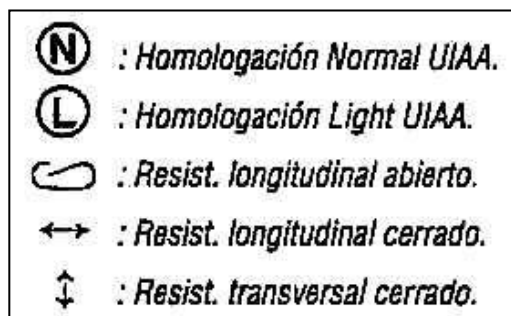 N : Homologación Normal UIAA.
L : Homologación Light UIAA.
: Resist. longitudinal abierto.
: Resist. longitudinal cerrado.
: Resist. transversal cerrado.